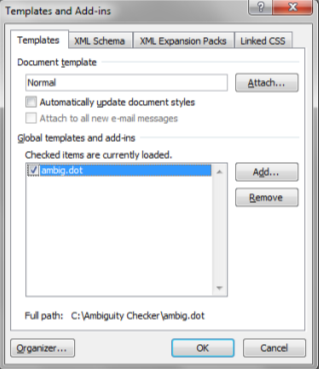 Templates and Add-ins
Templates XML Schema XML Expansion Packs Linked CSS
Document template
Normal Attach...
Automatically update document styles
Attach to all new e-mail messages
Global templates and add-ins
Checked items are currently loaded.
ambig.dot
Add...
Remove
Full path: C:\Ambiguity Checker\ambig.dot
Organizer... OK Cancel